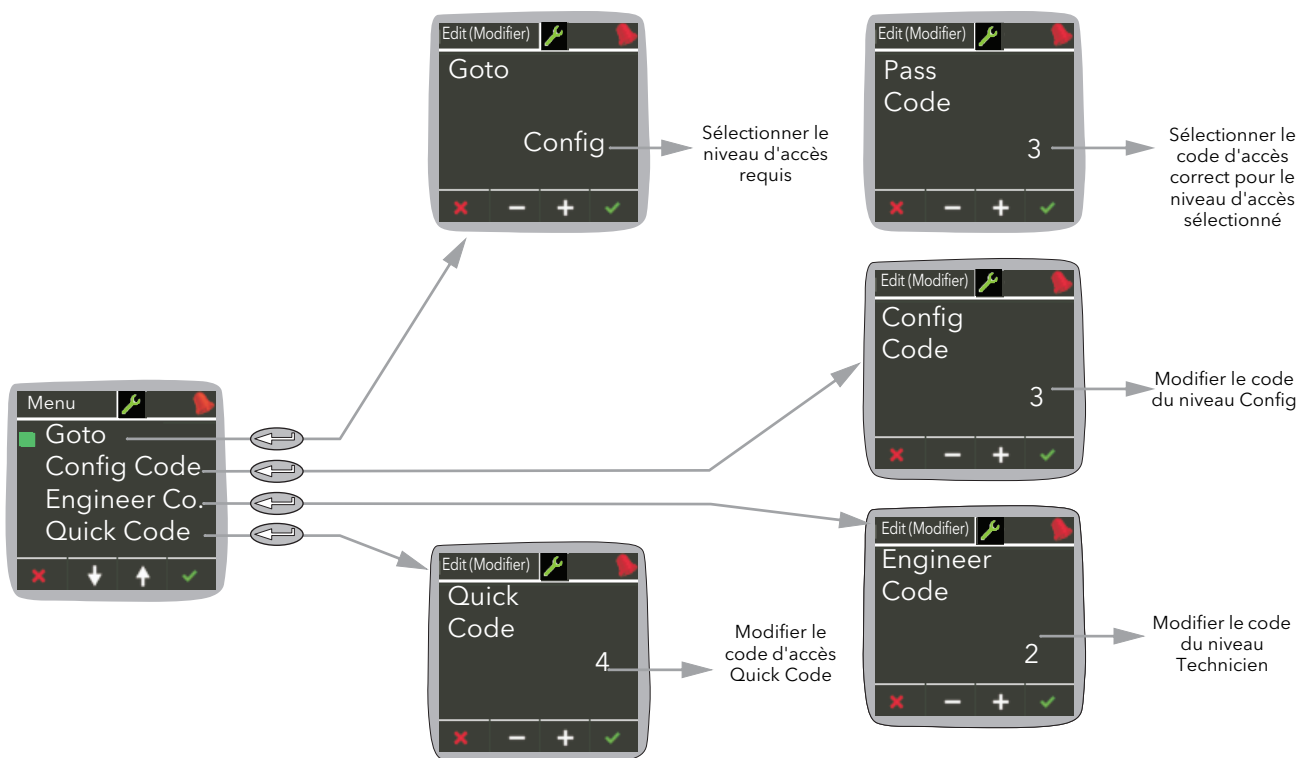 Edit (Modifier)
Goto
Config
Sélectionner le
niveau d'accès
requis
Edit (Modifier)
Pass
Code
3
Sélectionner le
code d'accès
correct pour le
niveau d'accès
sélectionné
Edit (Modifier)
Config
Code
3
Modifier le code
du niveau Config
Menu
Goto
Config Code
Engineer Co.
Quick Code
Edit (Modifier)
Quick
Code
4
Modifier le
code d'accès
Quick Code
Edit (Modifier)
Engineer
Code
2
Modifier le code
du niveau
Technicien